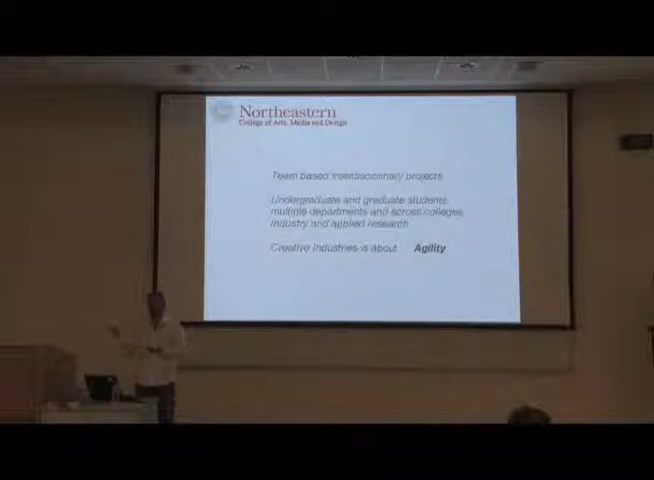 Northeastern
College of Arts, Media and Design
Team based interdisciplinary projects
Undergraduate and graduate students,
multiple departments and across colleges,
industry and applied research
Creative Industries is about Agility